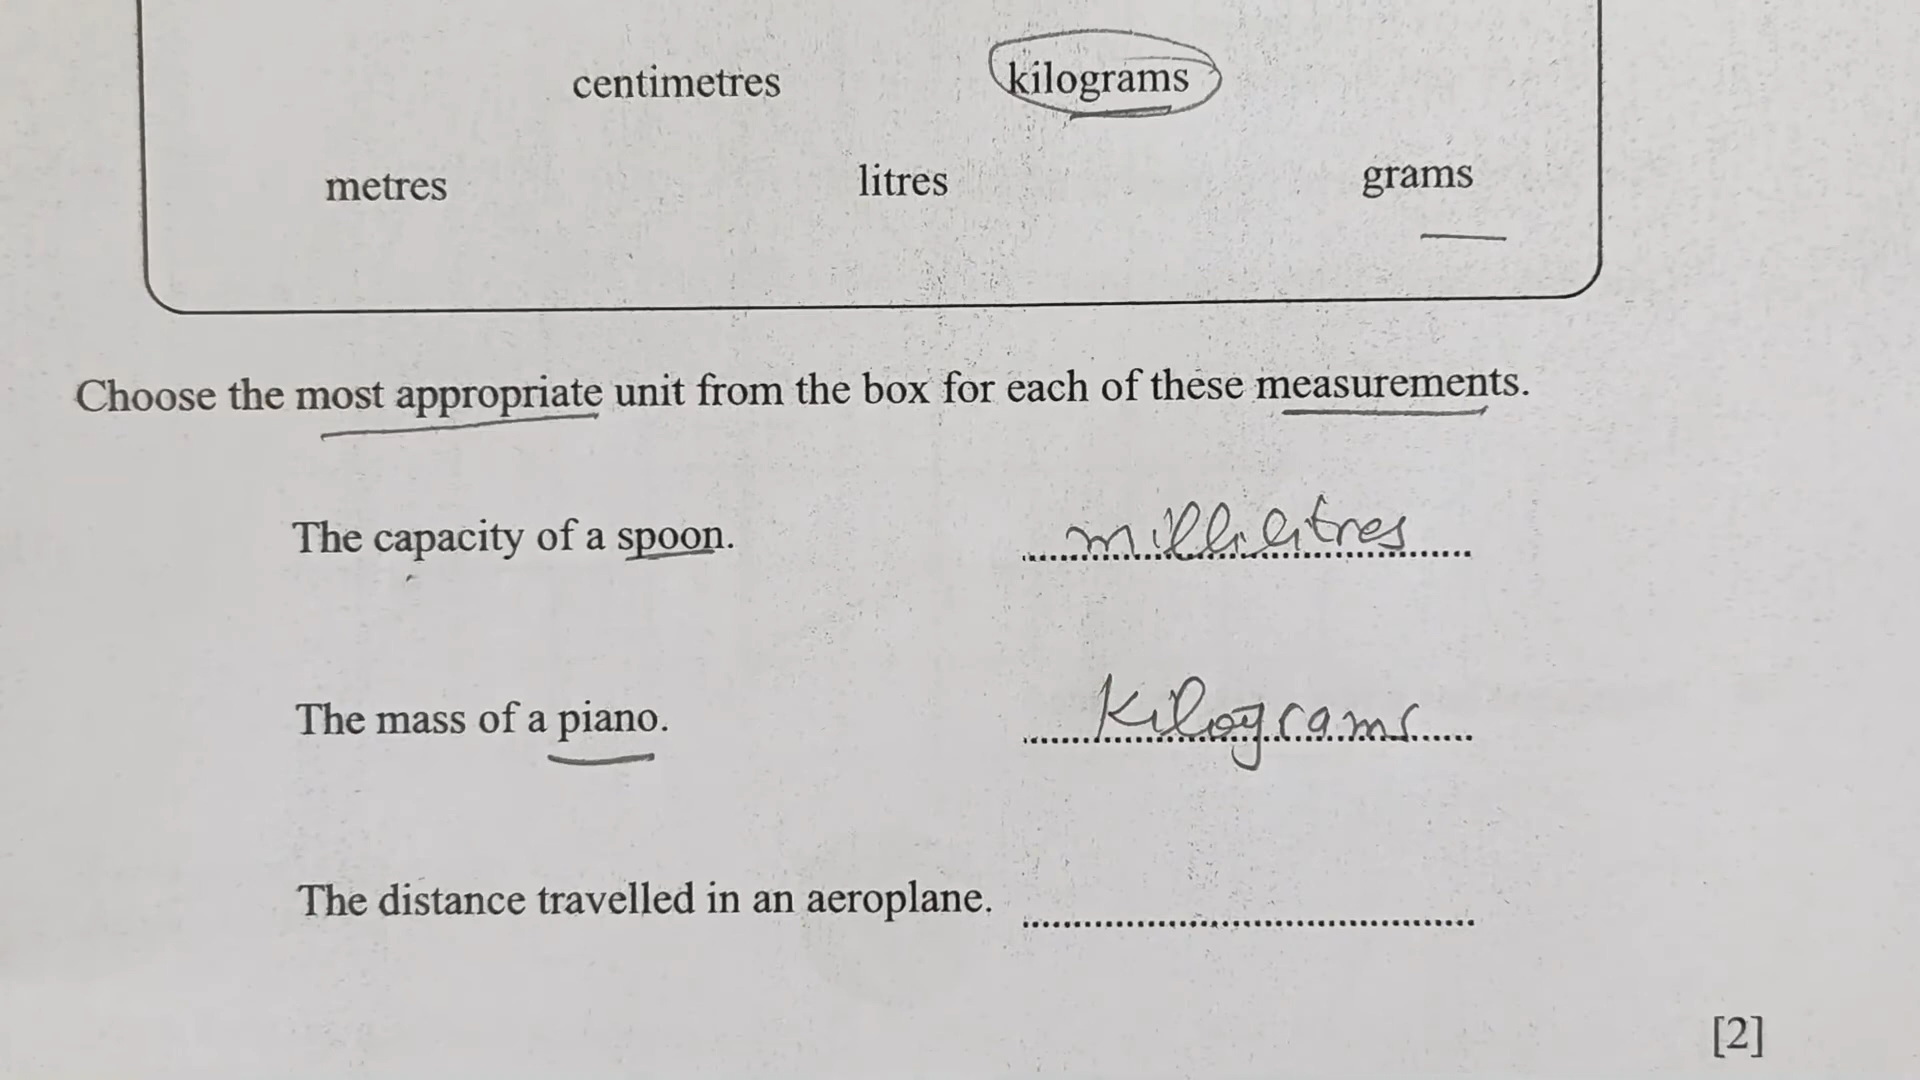 centimetres kilograms
metres litres grams
Choose the most appropriate unit from the box for each of these measurements.
The capacity of a spoon. millilitres
The mass of a piano. Kilograms
The distance travelled in an aeroplane.
[2]